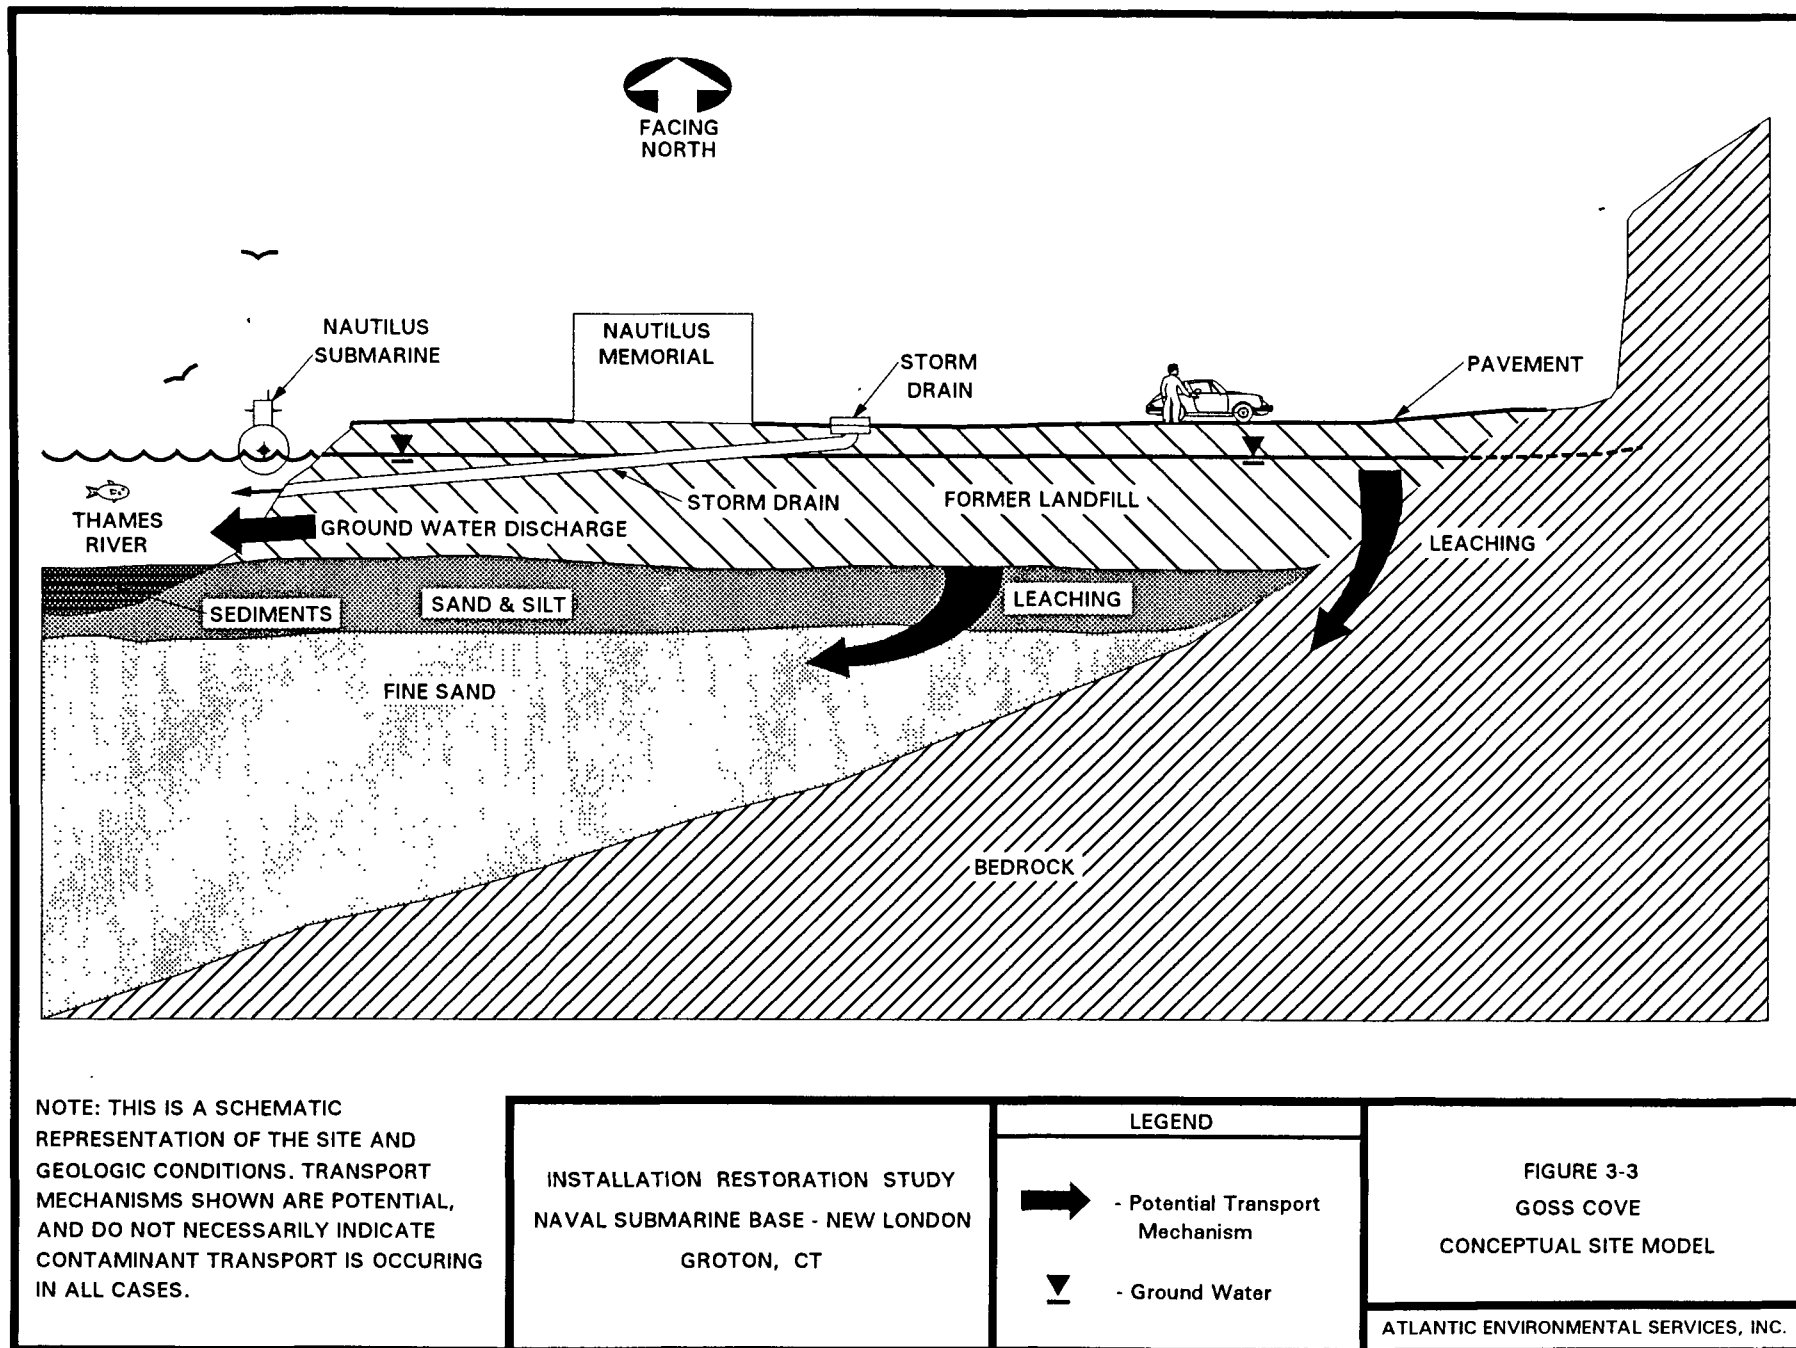 FACING
NORTH
NAUTILUS
SUBMARINE
NAUTILUS
MEMORIAL
STORM
DRAIN
PAVEMENT
THAMES
RIVER
STORM DRAIN
FORMER LANDFILL
GROUND WATER DISCHARGE
LEACHING
SEDIMENTS
SAND & SILT
LEACHING
FINE SAND
BEDROCK
NOTE: THIS IS A SCHEMATIC
REPRESENTATION OF THE SITE AND
GEOLOGIC CONDITIONS. TRANSPORT
MECHANISMS SHOWN ARE POTENTIAL,
AND DO NOT NECESSARILY INDICATE
CONTAMINANT TRANSPORT IS OCCURING
IN ALL CASES.
INSTALLATION RESTORATION STUDY
NAVAL SUBMARINE BASE - NEW LONDON
GROTON, CT
LEGEND
- Potential Transport
Mechanism
- Ground Water
FIGURE 3-3
GOSS COVE
CONCEPTUAL SITE MODEL
ATLANTIC ENVIRONMENTAL SERVICES, INC.